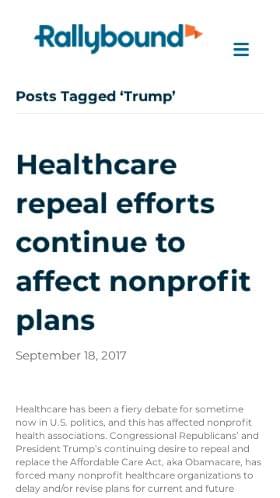 Rallybound
Posts Tagged ‘Trump’
Healthcare
repeal efforts
continue to
affect nonprofit
plans
September 18, 2017
Healthcare has been a fiery debate for sometime
now in U.S. politics, and this has affected nonprofit
health associations. Congressional Republicans’ and
President Trump’s continuing desire to repeal and
replace the Affordable Care Act, aka Obamacare, has
forced many nonprofit healthcare organizations to
delay and/or revise plans for current and future